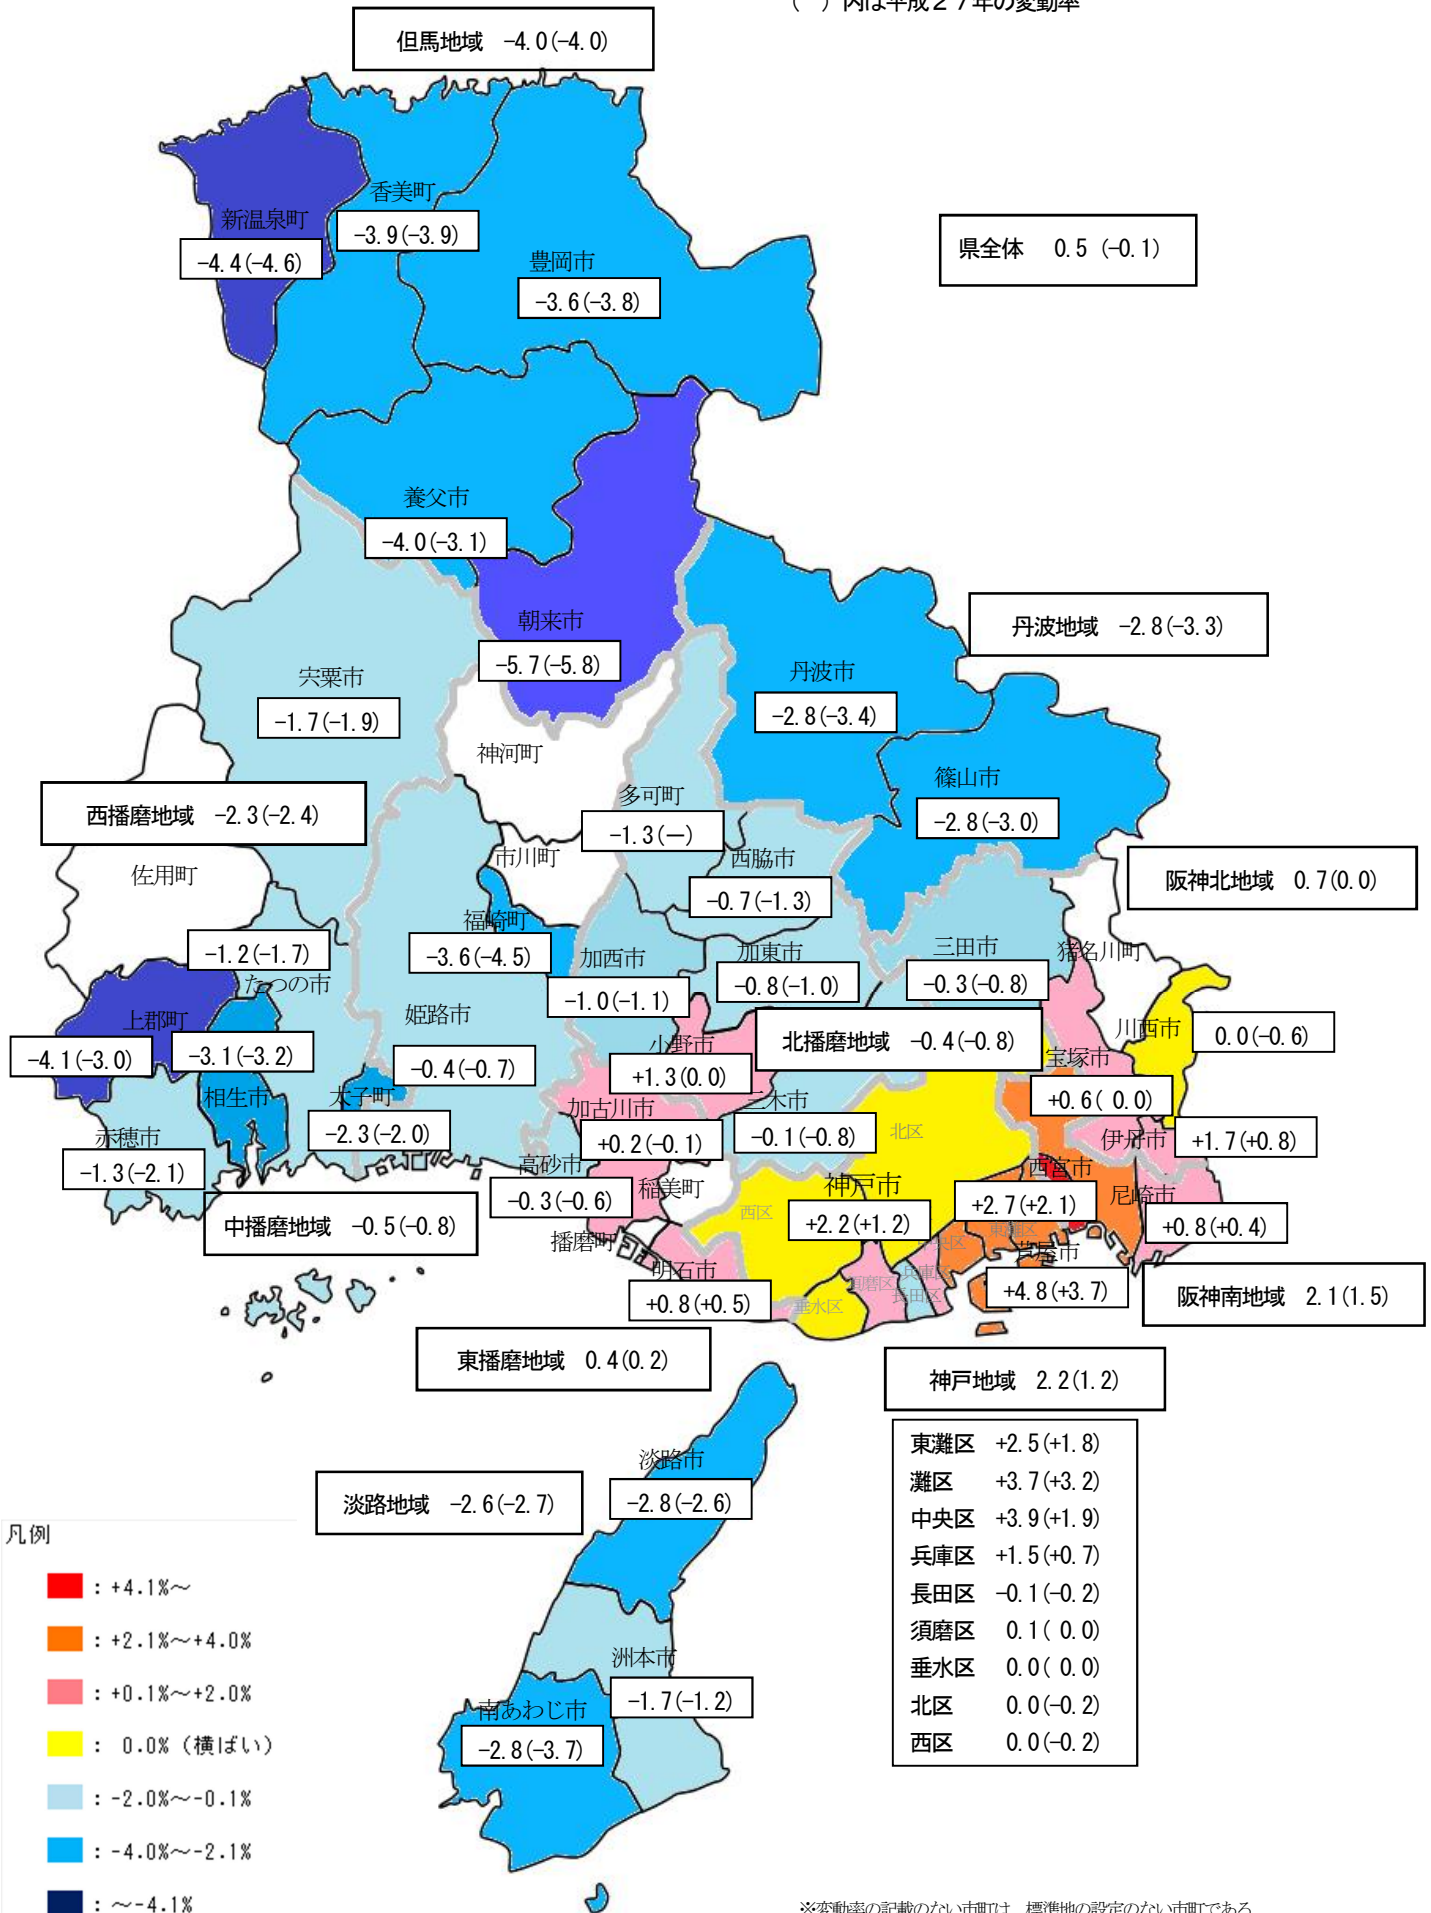 （　）内は平成２７年の変動率
但馬地域　-4.0(-4.0)
香美町
-3.9(-3.9)
新温泉町
-4.4(-4.6)
豊岡市
-3.6(-3.8)
県全体　0.5 (-0.1)
養父市
-4.0(-3.1)
朝来市
-5.7(-5.8)
丹波地域　-2.8(-3.3)
宍粟市
-1.7(-1.9)
丹波市
-2.8(-3.4)
神河町
篠山市
-2.8(-3.0)
西播磨地域　-2.3(-2.4)
多可町
-1.3(－)
市川町
西脇市
-0.7(-1.3)
佐用町
阪神北地域　0.7(0.0)
福崎町
-3.6(-4.5)
-1.2(-1.7)
たつの市
加西市
-1.0(-1.1)
加東市
-0.8(-1.0)
三田市
-0.3(-0.8)
猪名川町
上郡町
-4.1(-3.0)
-3.1(-3.2)
相生市
姫路市
-0.4(-0.7)
小野市
+1.3(0.0)
北播磨地域　-0.4(-0.8)
川西市
0.0(-0.6)
宝塚市
+0.6( 0.0)
太子町
-2.3(-2.0)
加古川市
+0.2(-0.1)
三木市
-0.1(-0.8)
北区
伊丹市
+1.7(+0.8)
赤穂市
-1.3(-2.1)
高砂市
-0.3(-0.6)
稲美町
神戸市
+2.2(+1.2)
西区
西宮市
+2.7(+2.1)
尼崎市
+0.8(+0.4)
中播磨地域　-0.5(-0.8)
播磨町
明石市
+0.8(+0.5)
東灘区
中央区
芦屋市
+4.8(+3.7)
兵庫区
須磨区
長田区
垂水区
阪神南地域　2.1(1.5)
東播磨地域　0.4(0.2)
神戸地域　2.2(1.2)
東灘区　+2.5(+1.8)
灘区　+3.7(+3.2)
中央区　+3.9(+1.9)
兵庫区　+1.5(+0.7)
長田区　-0.1(-0.2)
須磨区　0.1( 0.0)
垂水区　0.0( 0.0)
北区　0.0(-0.2)
西区　0.0(-0.2)
淡路市
-2.8(-2.6)
淡路地域　-2.6(-2.7)
洲本市
-1.7(-1.2)
南あわじ市
-2.8(-3.7)
凡例
：+4.1%～
：+2.1%～+4.0%
：+0.1%～+2.0%
： 0.0%（横ばい）
：-2.0%～-0.1%
：-4.0%～-2.1%
：～-4.1%
※変動率の記載のない市町は、標準地の設定のない市町である